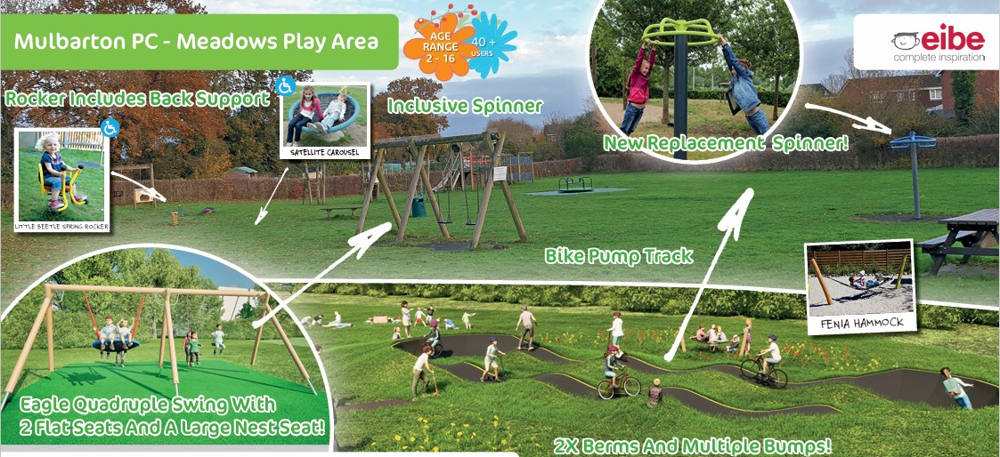 Mulbarton PC - Meadows Play Area
AGE
RANGE
2 - 16
40 +
USERS
eibe
complete inspiration
Rocker Includes Back Support
Inclusive Spinner
SATELLITE CAROUSEL
New Replacement Spinner!
LITTLE BEETLE SPRING ROCKER
Bike Pump Track
FENIA HAMMOCK
Eagle Quadruple Swing With
2 Flat Seats And A Large Nest Seat!
2X Berms And Multiple Bumps!